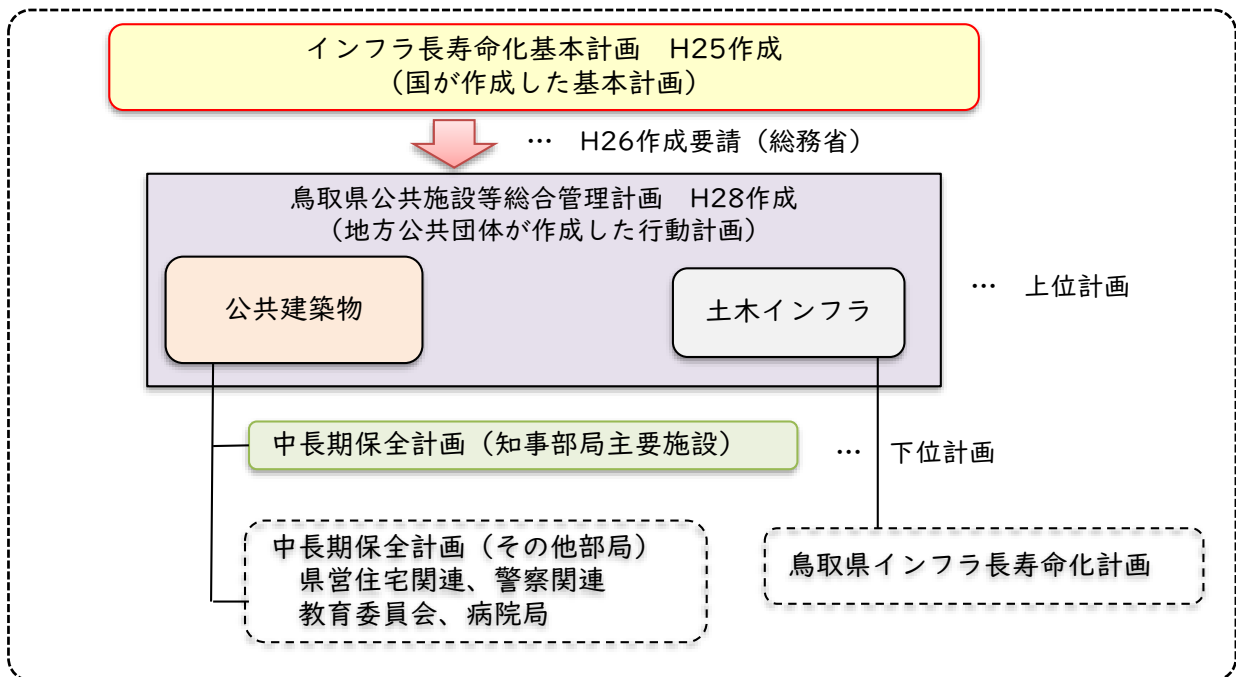 インフラ長寿命化基本計画　H25作成
（国が作成した基本計画）
…　H26作成要請（総務省）
鳥取県公共施設等総合管理計画　H28作成
（地方公共団体が作成した行動計画）
公共建築物
土木インフラ
…　上位計画
中長期保全計画（知事部局主要施設）
…　下位計画
中長期保全計画（その他部局）
県営住宅関連、警察関連
教育委員会、病院局
鳥取県インフラ長寿命化計画